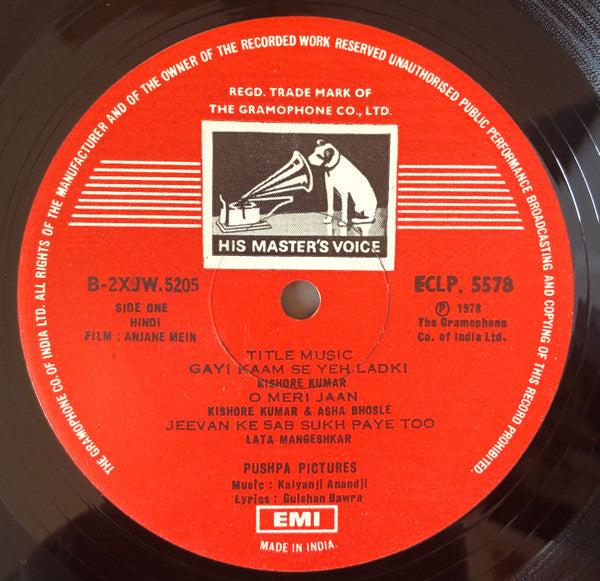 THE GRAMOPHONE CO. OF INDIA LTD. ALL RIGHTS OF THE MANUFACTURER AND OF THE OWNER OF THE RECORDED WORK RESERVED UNAUTHORISED PUBLIC PERFORMANCE BROADCASTING AND COPYING OF THIS RECORD PROHIBITED.
REGD. TRADE MARK OF
THE GRAMOPHONE CO., LTD.
HIS MASTER'S VOICE
B-2XJW.5205
SIDE ONE
HINDI
FILM : ANJANE MEIN
ECLP. 5578
Ⓟ 1978
The Gramophone
Co. of India Ltd.
TITLE MUSIC
GAYI KAAM SE YEH LADKI
KISHORE KUMAR
O MERI JAAN
KISHORE KUMAR & ASHA BHOSLE
JEEVAN KE SAB SUKH PAYE TOO
LATA MANGESHKAR
PUSHPA PICTURES
Music : Kalyanji Anandji
Lyrics : Gulshan Bawra
EMI
MADE IN INDIA.